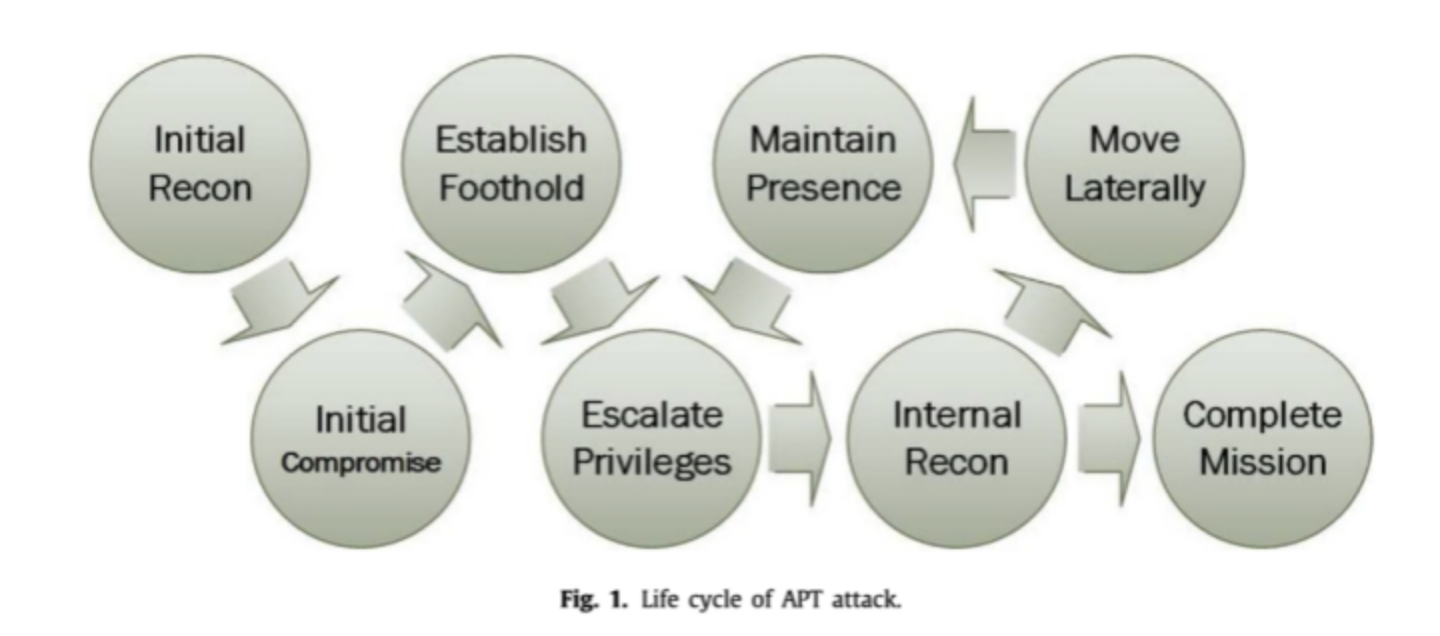 Initial
Recon
Establish
Foothold
Maintain
Presence
Move
Laterally
Initial
Compromise
Escalate
Privileges
Internal
Recon
Complete
Mission
Fig. 1. Life cycle of APT attack.